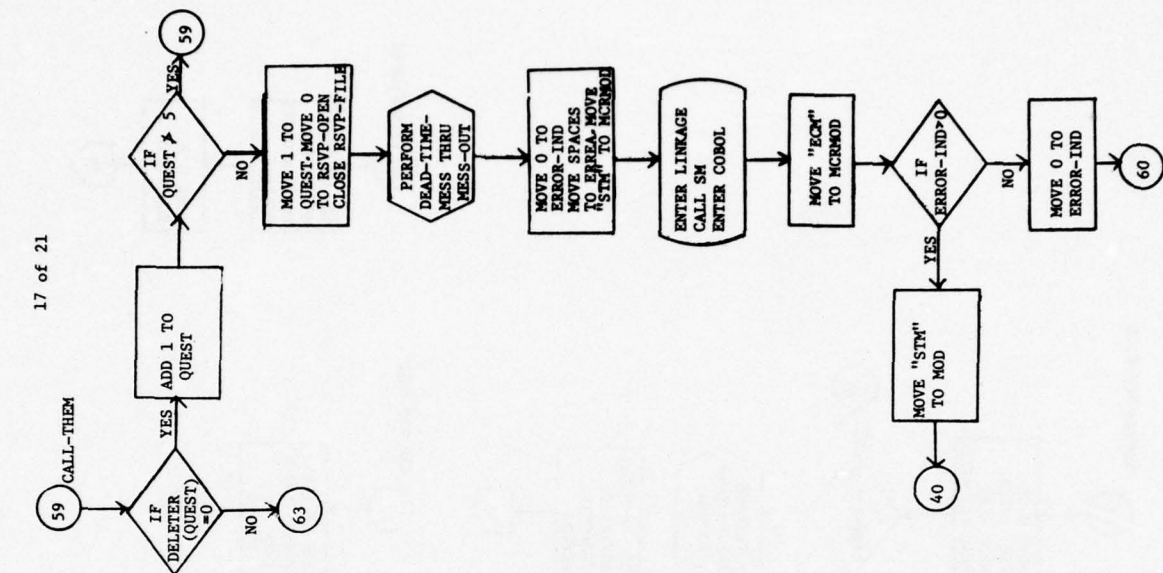 17 of 21
59
CALL-THEM
IF
DELETER
(QUEST)
=0
YES
NO
63
ADD 1 TO
QUEST
IF
QUEST ≯ 5
YES
59
NO
MOVE 1 TO
QUEST. MOVE 0
TO RSVP-OPEN
CLOSE RSVP-FILE
PERFORM
DEAD-TIME-
MESS THRU
MESS-OUT
MOVE 0 TO
ERROR-IND
MOVE SPACES
TO ERREA. MOVE
"STM" TO MCRMOD
ENTER LINKAGE
CALL SM
ENTER COBOL
MOVE "ECM"
TO MCRMOD
IF
ERROR-IND>0
YES
MOVE "STM"
TO MOD
40
NO
MOVE 0 TO
ERROR-IND
60